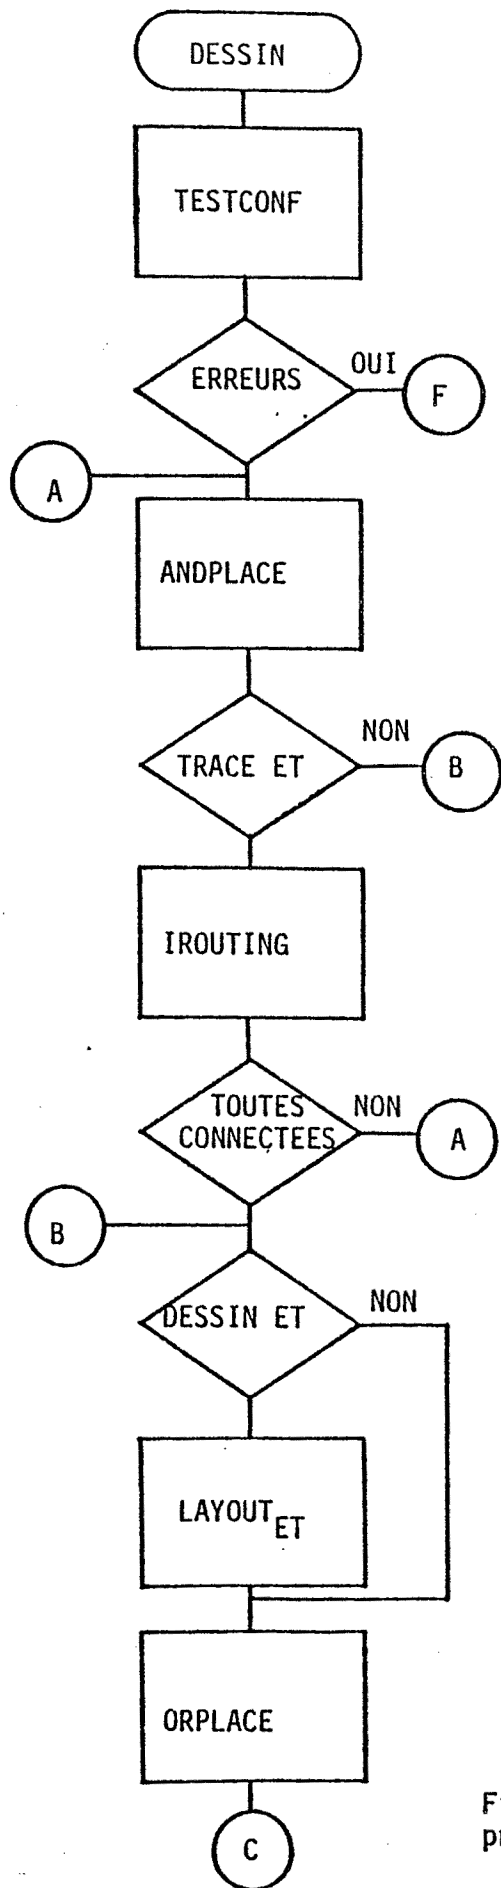 DESSIN
TESTCONF
ERREURS
OUI
F
A
ANDPLACE
NON
TRACE ET
B
IROUTING
TOUTES
NON
CONNECTEES
A
B
DESSIN ET
NON
LAYOUT ET
ORPLACE
C